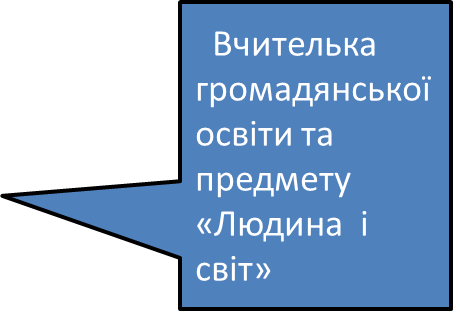 Вчителька
громадянської
освіти та
предмету
«Людина і
світ»